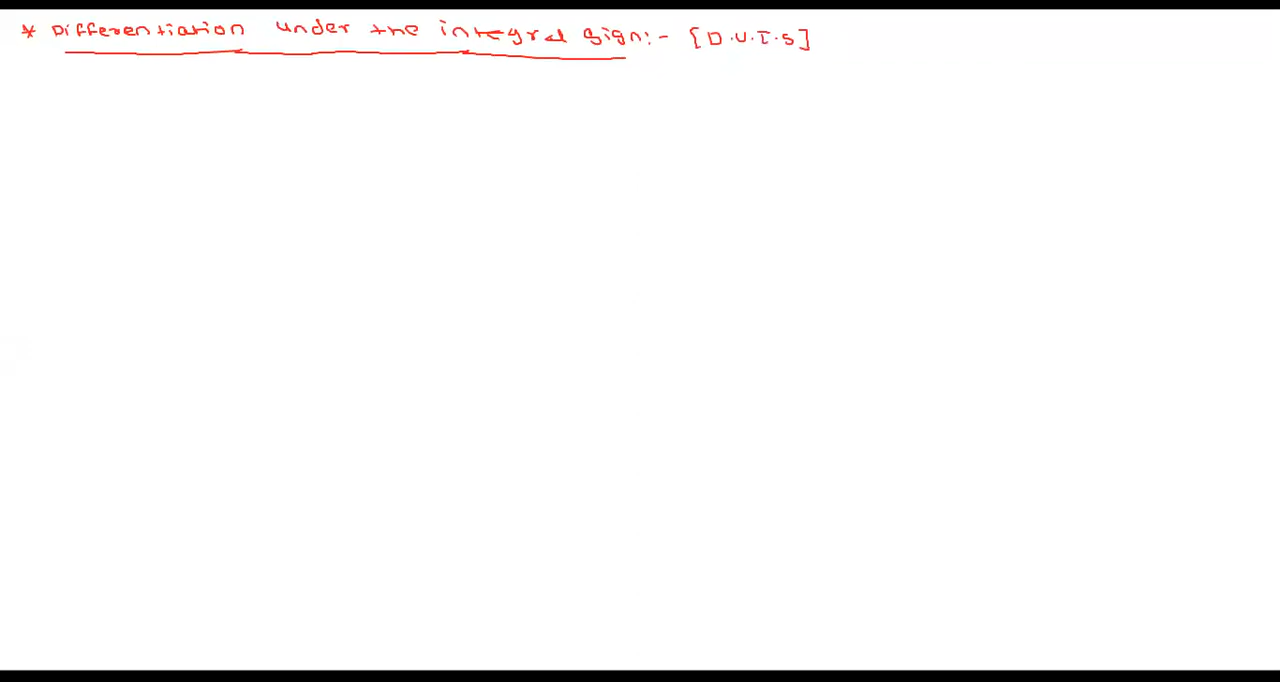 * Differentiation under the integral sign:- [D.U.I.S]